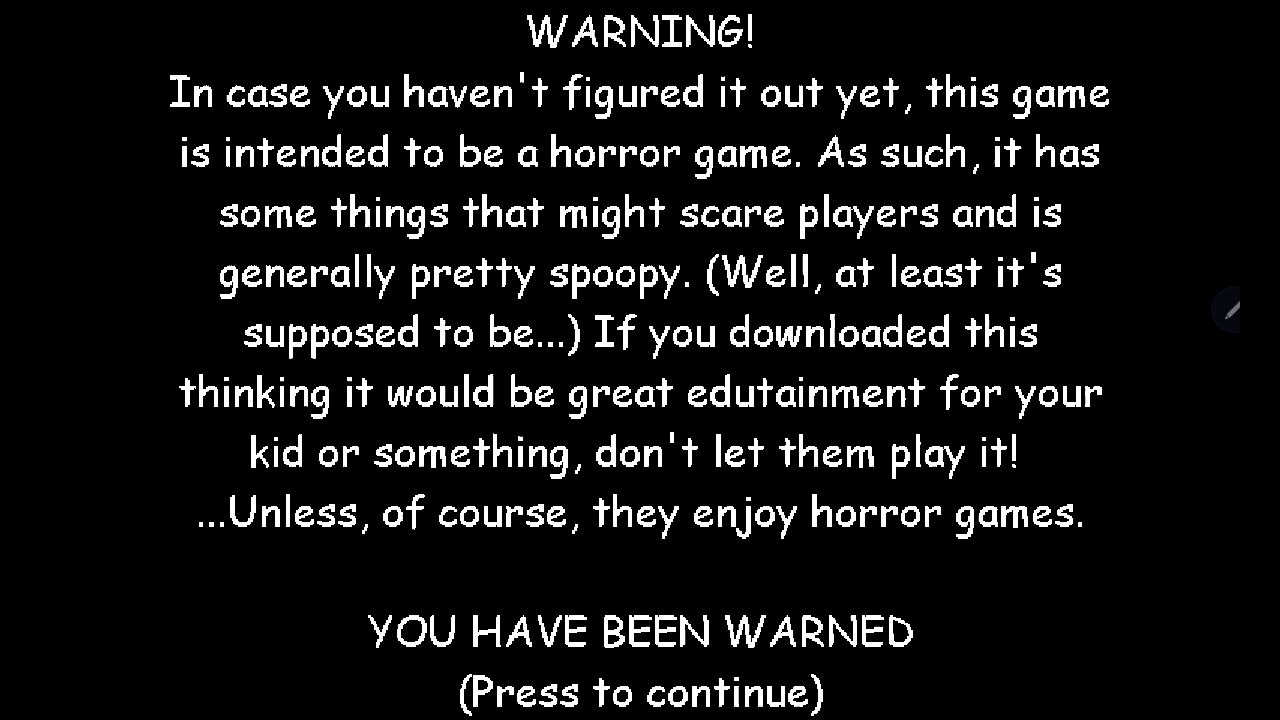 WARNING!
In case you haven't figured it out yet, this game
is intended to be a horror game. As such, it has
some things that might scare players and is
generally pretty spoopy. (Well, at least it's
supposed to be...) If you downloaded this
thinking it would be great edutainment for your
kid or something, don't let them play it!
...Unless, of course, they enjoy horror games.
YOU HAVE BEEN WARNED
(Press to continue)